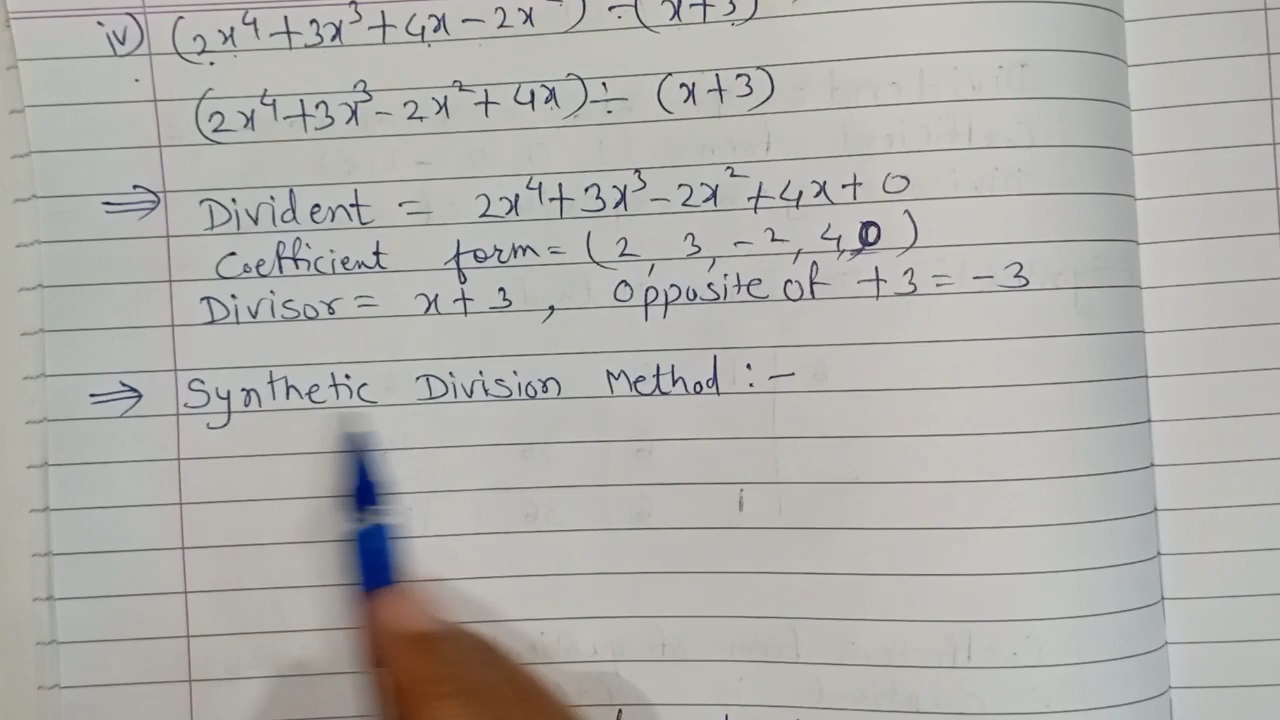 iv) (2x⁴+3x³+4x-2x ) ÷ (x+3)
(2x⁴+3x³-2x²+4x) ÷ (x+3)
⇒ Divident = 2x⁴+3x³-2x²+4x+0
Coefficient form = (2, 3, -2, 4, 0)
Divisor = x+3, Opposite of +3 = -3
⇒ Synthetic Division Method :-